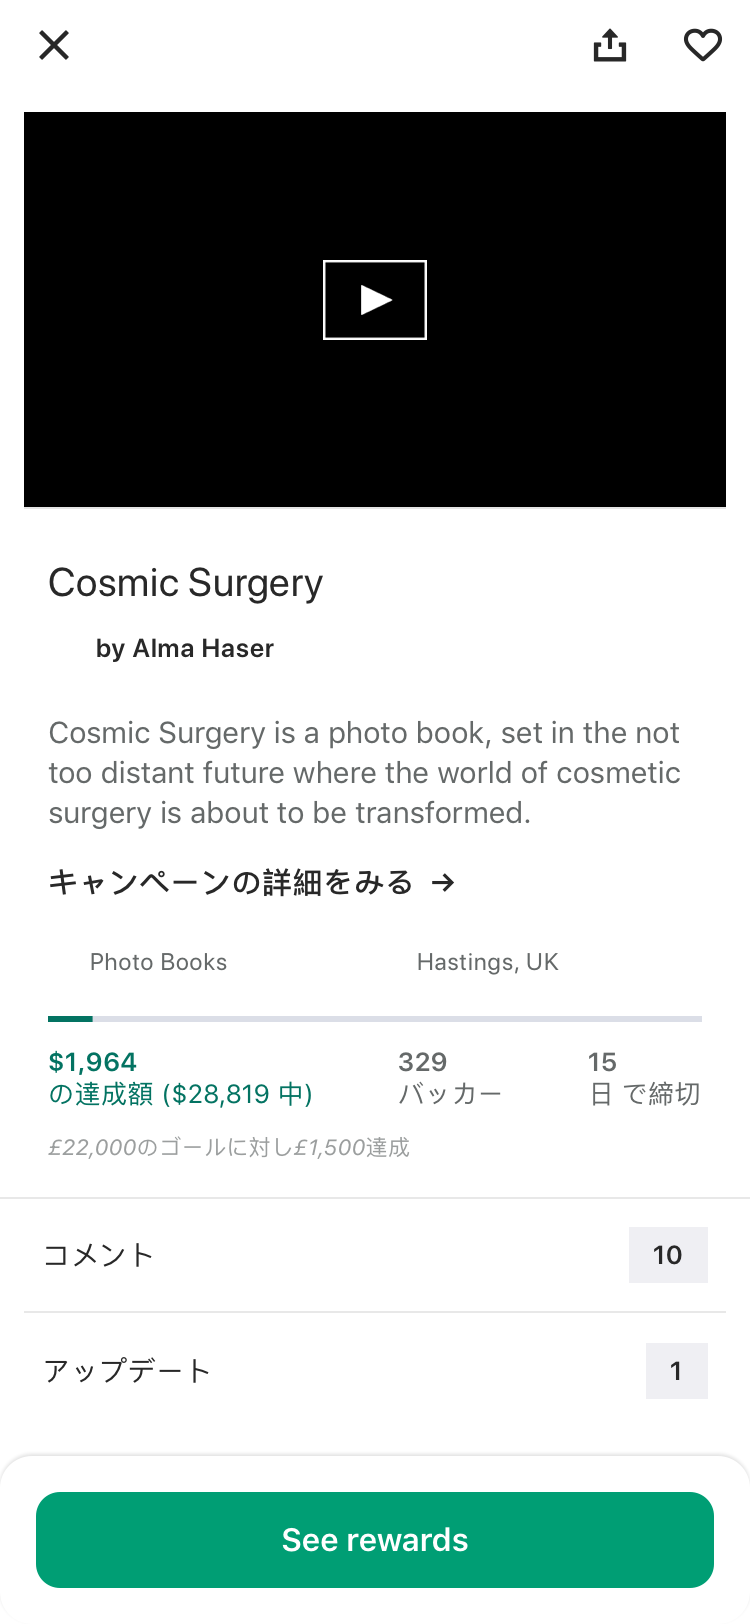 Cosmic Surgery
by Alma Haser
Cosmic Surgery is a photo book, set in the not
too distant future where the world of cosmetic
surgery is about to be transformed.
キャンペーンの詳細をみる →
Photo Books
Hastings, UK
$1,964
の達成額 ($28,819 中)
329
バッカー
15
日 で締切
£22,000のゴールに対し£1,500達成
コメント
10
アップデート
1
See rewards